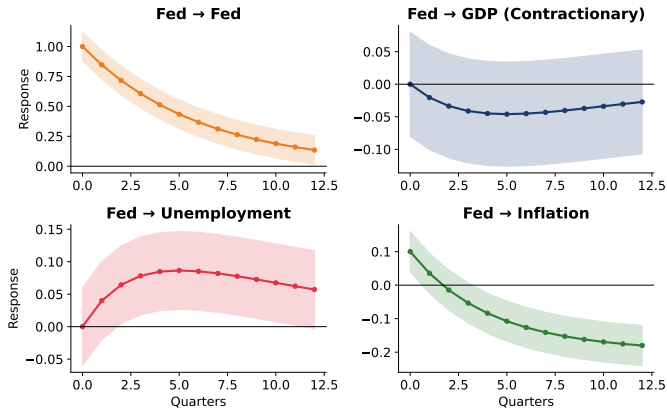 Fed → Fed
Response
1.00
0.75
0.50
0.25
0.00
0.0 2.5 5.0 7.5 10.0 12.5
Fed → GDP (Contractionary)
0.05
0.00
−0.05
−0.10
0.0 2.5 5.0 7.5 10.0 12.5
Fed → Unemployment
Response
0.15
0.10
0.05
0.00
−0.05
0.0 2.5 5.0 7.5 10.0 12.5
Quarters
Fed → Inflation
0.1
0.0
−0.1
−0.2
0.0 2.5 5.0 7.5 10.0 12.5
Quarters